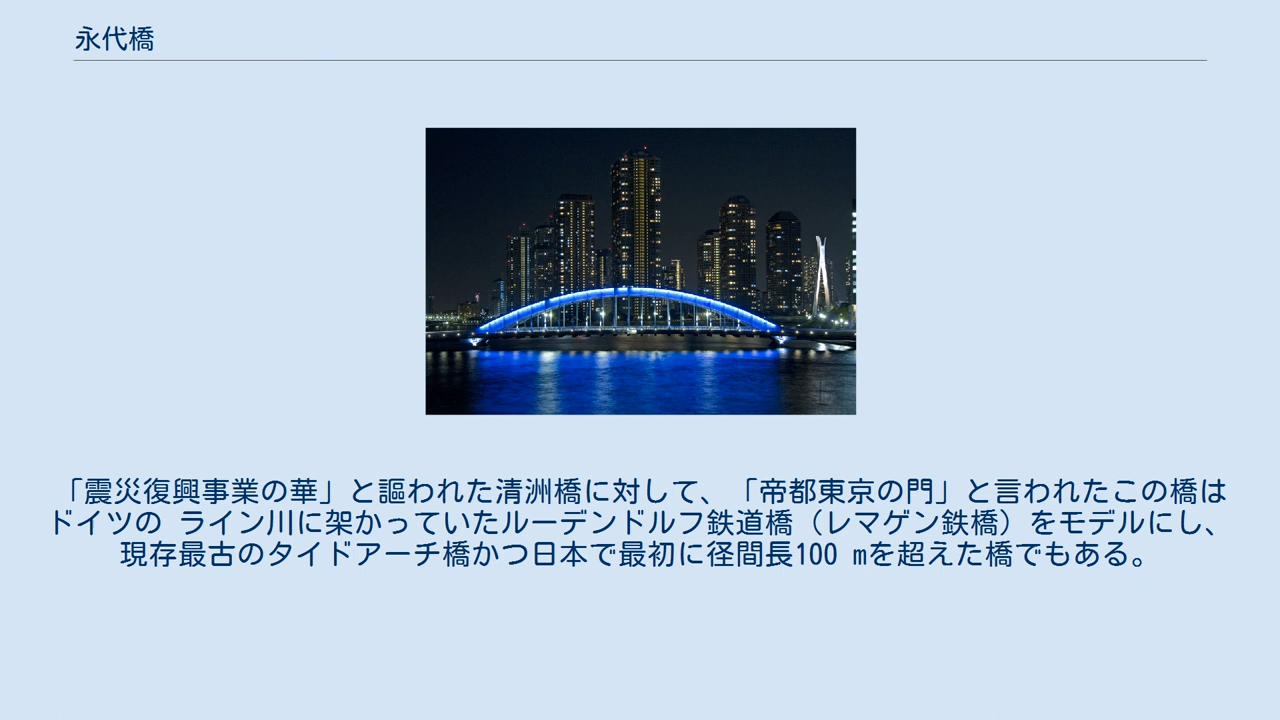 永代橋
「震災復興事業の華」と謳われた清洲橋に対して、「帝都東京の門」と言われたこの橋は
ドイツの ライン川に架かっていたルーデンドルフ鉄道橋（レマゲン鉄橋）をモデルにし、
現存最古のタイドアーチ橋かつ日本で最初に径間長100 mを超えた橋でもある。